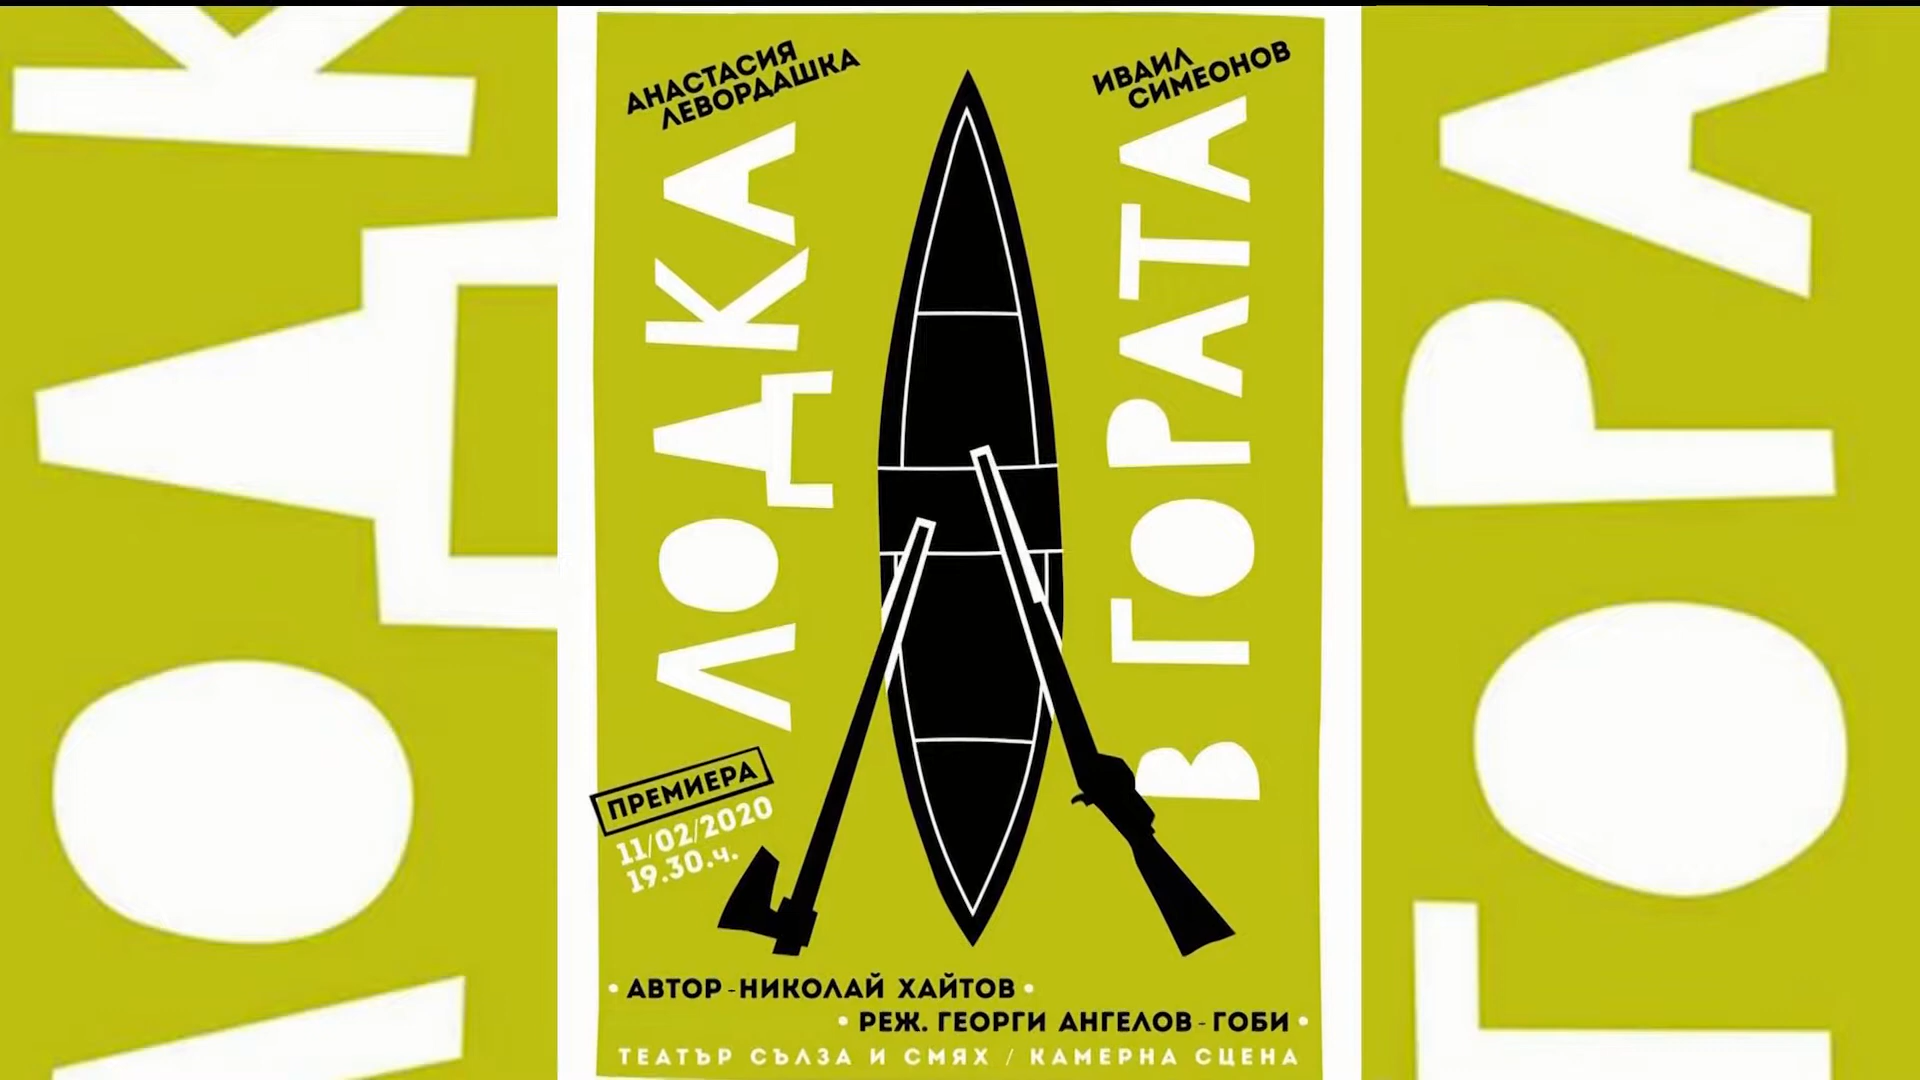 АНАСТАСИЯ
ЛЕВОРДАШКА
ИВАИЛ
СИМЕОНОВ
ЛОДКА
В ГОРАТА
ПРЕМИЕРА
11/02/2020
19.30.ч.
• АВТОР - НИКОЛАЙ ХАЙТОВ •
• РЕЖ. ГЕОРГИ АНГЕЛОВ - ГОБИ •
ТЕАТЪР СЪЛЗА И СМЯХ / КАМЕРНА СЦЕНА